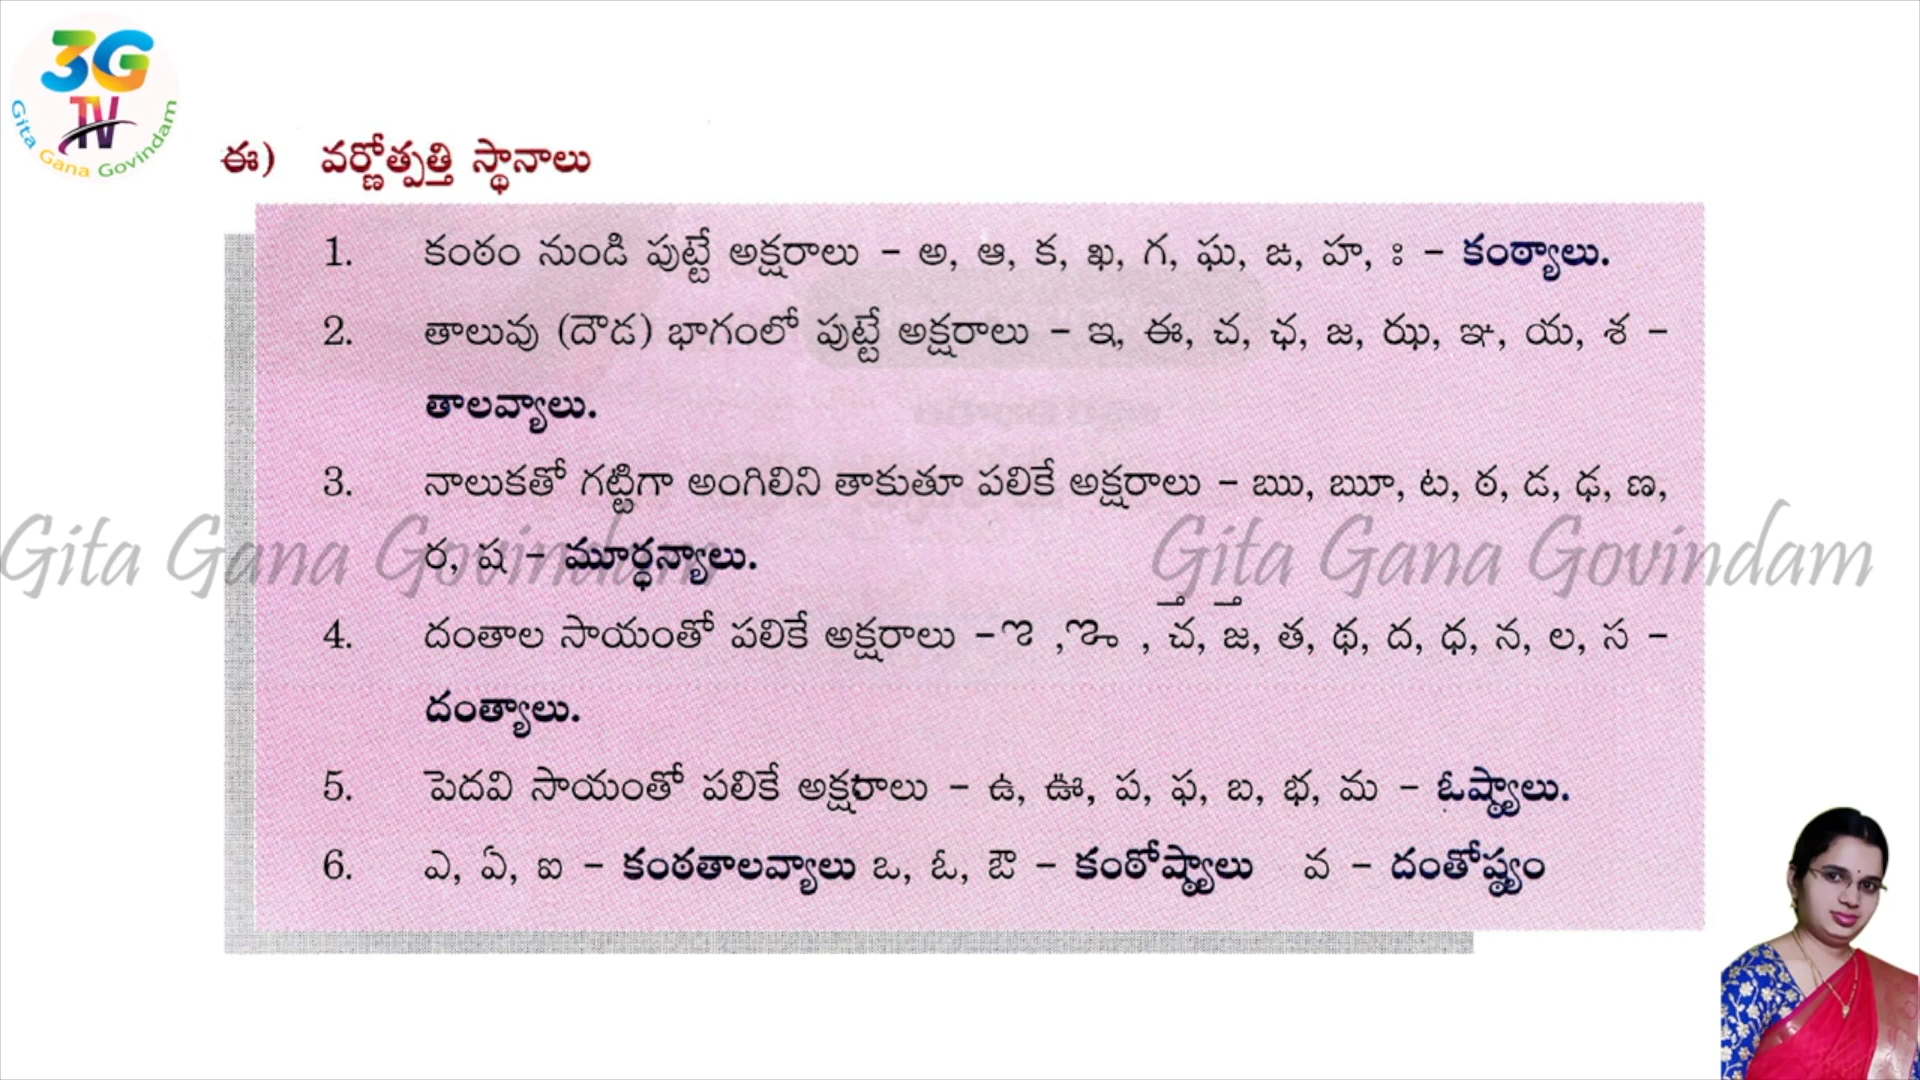 3G
TV
Gita Gana Govindam
ఈ) వర్ణోత్పత్తి స్థానాలు
1. కంఠం నుండి పుట్టే అక్షరాలు – అ, ఆ, క, ఖ, గ, ఘ, ఙ, హ, ః – కంఠ్యాలు.
2. తాలువు (దౌడ) భాగంలో పుట్టే అక్షరాలు – ఇ, ఈ, చ, ఛ, జ, ఝ, ఞ, య, శ –
తాలవ్యాలు.
3. నాలుకతో గట్టిగా అంగిలిని తాకుతూ పలికే అక్షరాలు – ఋ, ౠ, ట, ఠ, డ, ఢ, ణ,
ర, ష – మూర్ధన్యాలు.
Gita Gana Govindam Gita Gana Govindam
4. దంతాల సాయంతో పలికే అక్షరాలు – ఌ , ౡ , ౘ, ౙ, త, థ, ద, ధ, న, ల, స –
దంత్యాలు.
5. పెదవి సాయంతో పలికే అక్షరాలు – ఉ, ఊ, ప, ఫ, బ, భ, మ – ఓష్ఠ్యాలు.
6. ఎ, ఏ, ఐ – కంఠతాలవ్యాలు ఒ, ఓ, ఔ – కంఠోష్ఠ్యాలు వ – దంతోష్ఠ్యం